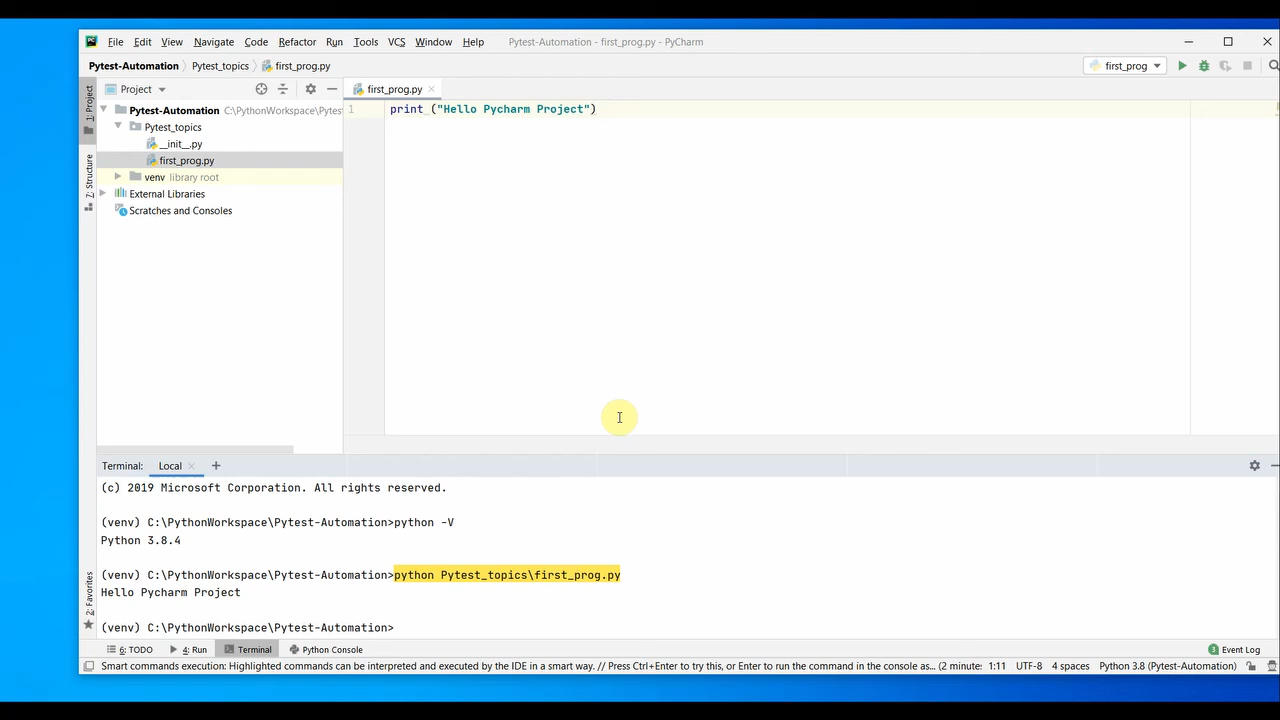 File Edit View Navigate Code Refactor Run Tools VCS Window Help Pytest-Automation - first_prog.py - PyCharm
Pytest-Automation Pytest_topics first_prog.py first_prog
1: Project
Project
first_prog.py
Pytest-Automation C:\PythonWorkspace\Pytes
Pytest_topics
__init__.py
first_prog.py
venv library root
External Libraries
Scratches and Consoles
7: Structure
1 print ("Hello Pycharm Project")
Terminal: Local +
(c) 2019 Microsoft Corporation. All rights reserved.
(venv) C:\PythonWorkspace\Pytest-Automation>python -V
Python 3.8.4
(venv) C:\PythonWorkspace\Pytest-Automation>python Pytest_topics\first_prog.py
Hello Pycharm Project
(venv) C:\PythonWorkspace\Pytest-Automation>
2: Favorites
6: TODO 4: Run Terminal Python Console 3 Event Log
Smart commands execution: Highlighted commands can be interpreted and executed by the IDE in a smart way. // Press Ctrl+Enter to try this, or Enter to run the command in the console as... (2 minute: 1:11 UTF-8 4 spaces Python 3.8 (Pytest-Automation)